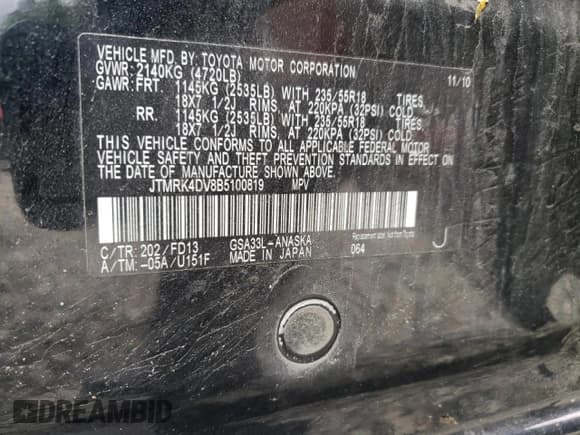 VEHICLE MFD. BY: TOYOTA MOTOR CORPORATION 11/10
GVWR: 2140KG (4720LB)
GAWR: FRT. 1145KG (2535LB) WITH 235/55R18 TIRES,
18X7 1/2J RIMS, AT 220KPA (32PSI) COLD
RR. 1145KG (2535LB) WITH 235/55R18 TIRES,
18X7 1/2J RIMS, AT 220KPA (32PSI) COLD
THIS VEHICLE CONFORMS TO ALL APPLICABLE FEDERAL MOTOR
VEHICLE SAFETY AND THEFT PREVENTION STANDARDS IN EFFECT ON
THE DATE OF MANUFACTURE SHOWN ABOVE.
JTMRK4DV8B5100819 MPV
C/TR: 202/FD13 GSA33L-ANASKA
A/TM: -05A/U151F MADE IN JAPAN 064 J
DREAMBID